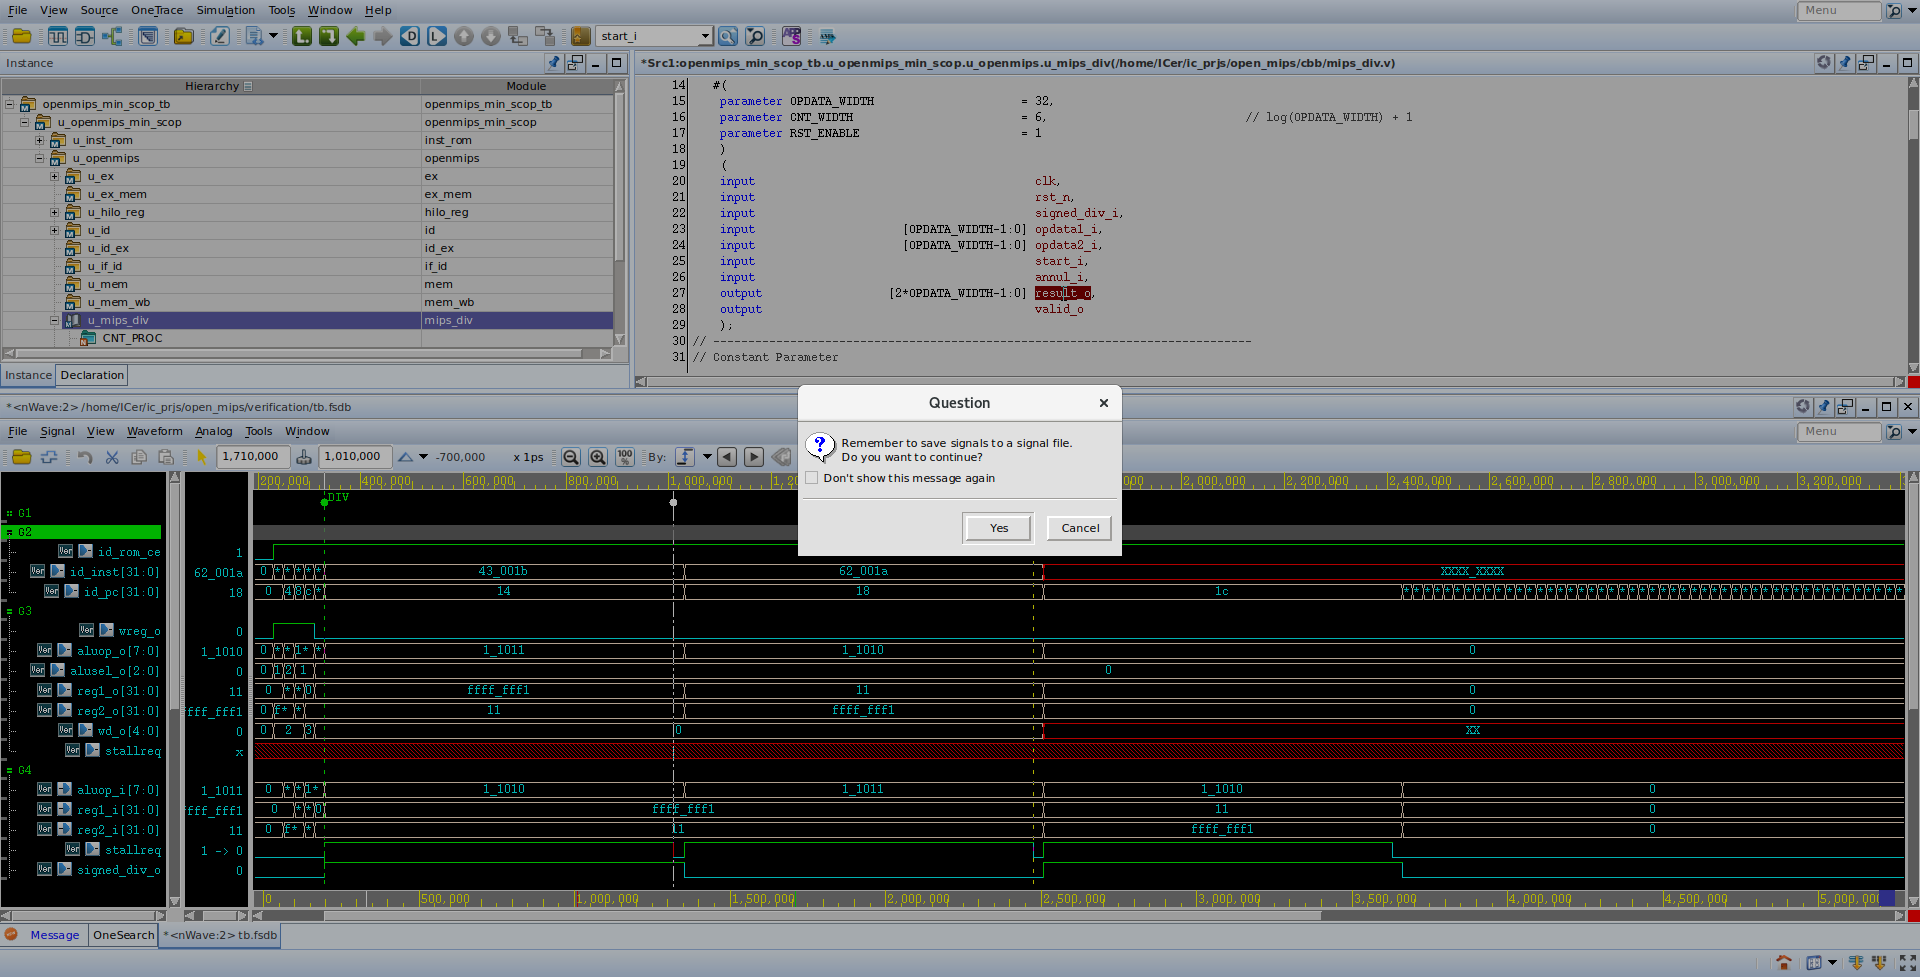 File View Source OneTrace Simulation Tools Window Help
Menu
start_i
Instance
Hierarchy Module
openmips_min_scop_tb openmips_min_scop_tb
u_openmips_min_scop openmips_min_scop
u_inst_rom inst_rom
u_openmips openmips
u_ex ex
u_ex_mem ex_mem
u_hilo_reg hilo_reg
u_id id
u_id_ex id_ex
u_if_id if_id
u_mem mem
u_mem_wb mem_wb
u_mips_div mips_div
CNT_PROC
Instance Declaration
*Src1:openmips_min_scop_tb.u_openmips_min_scop.u_openmips.u_mips_div(/home/ICer/ic_prjs/open_mips/cbb/mips_div.v)
14 #(
15 parameter OPDATA_WIDTH = 32,
16 parameter CNT_WIDTH = 6, // log(OPDATA_WIDTH) + 1
17 parameter RST_ENABLE = 1
18 )
19 (
20 input clk,
21 input rst_n,
22 input signed_div_i,
23 input [OPDATA_WIDTH-1:0] opdata1_i,
24 input [OPDATA_WIDTH-1:0] opdata2_i,
25 input start_i,
26 input annul_i,
27 output [2*OPDATA_WIDTH-1:0] result_o,
28 output valid_o
29 );
30 // -----------------------------------------------------------------------------
31 // Constant Parameter
*<nWave:2> /home/ICer/ic_prjs/open_mips/verification/tb.fsdb
File Signal View Waveform Analog Tools Window
Menu
1,710,000 1,010,000 -700,000 x 1ps 100% By:
Question
Remember to save signals to a signal file.
Do you want to continue?
Don't show this message again
Yes Cancel
200,000 400,000 600,000 800,000 1,000,000 2,000,000 2,200,000 2,400,000 2,600,000 2,800,000 3,000,000 3,200,000
DIV
G1
G2
id_rom_ce 1
id_inst[31:0] 62_001a 0 * * * * * 43_001b 62_001a XXXX_XXXX
id_pc[31:0] 18 0 4 8 c * 14 18 1c
G3
wreg_o 0
aluop_o[7:0] 1_1010 * * 1* * 1_1011 1_1010 0
alusel_o[2:0] 0 0 1 2 1 0
reg1_o[31:0] 11 0 * * 0 ffff_fff1 11 0
reg2_o[31:0] ffff_fff1 0 f* * 11 ffff_fff1 0
wd_o[4:0] 0 0 2 3 0 XX
stallreq x
G4
aluop_i[7:0] 1_1011 0 * * 1* 1_1010 1_1011 1_1010 0
reg1_i[31:0] ffff_fff1 0 * * 0 ffff_fff1 11 0
reg2_i[31:0] 11 0 f* * 11 ffff_fff1 0
stallreq 1 -> 0
signed_div_o 0
0 500,000 1,000,000 1,500,000 2,000,000 2,500,000 3,000,000 3,500,000 4,000,000 4,500,000 5,000,000
Message OneSearch *<nWave:2> tb.fsdb